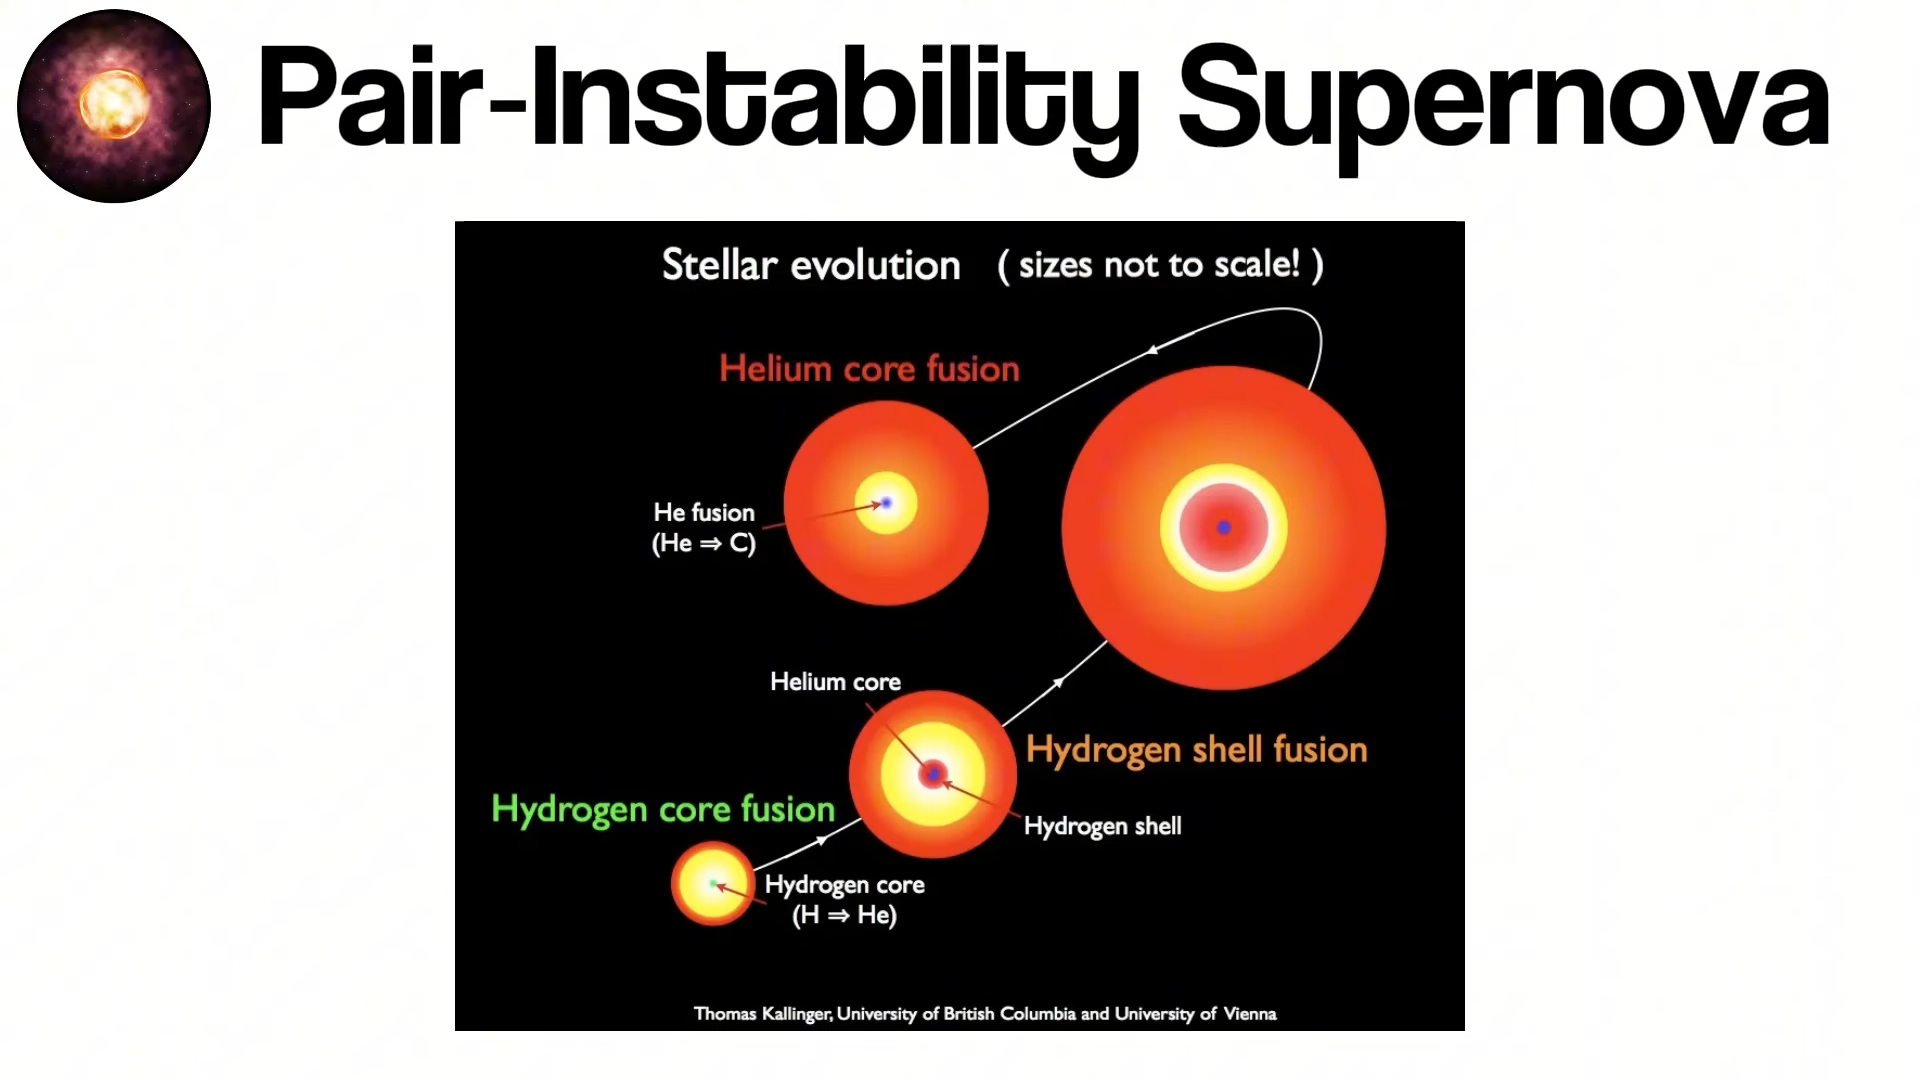 Pair-Instability Supernova
Stellar evolution ( sizes not to scale! )
Helium core fusion
He fusion
(He ⇒ C)
Helium core
Hydrogen shell fusion
Hydrogen core fusion
Hydrogen shell
Hydrogen core
(H ⇒ He)
Thomas Kallinger, University of British Columbia and University of Vienna